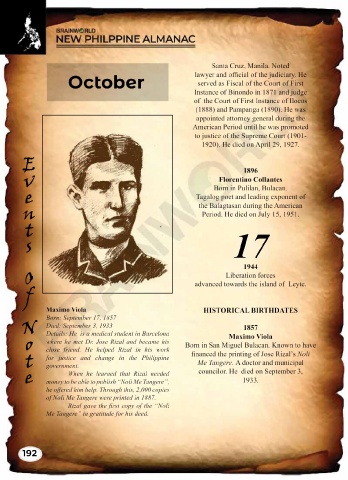 BRAINWORLD
NEW PHILPPINE ALMANAC
October
Events Of Note
Maximo Viola
Born: September 17, 1857
Died: September 3, 1933
Details: He is a medical student in Barcelona
where he met Dr. Jose Rizal and became his
close friend. He helped Rizal in his work
for justice and change in the Philippine
government.
When he learned that Rizal needed
money to be able to publish "Noli Me Tangere",
he offered him help. Through this, 2,000 copies
of Noli Me Tangere were printed in 1887.
Rizal gave the first copy of the "Noli
Me Tangere" in gratitude for his deed.
Santa Cruz, Manila. Noted
lawyer and official of the judiciary. He
served as Fiscal of the Court of First
Instance of Binondo in 1871 and judge
of the Court of First Instance of Ilocos
(1888) and Pampanga (1890). He was
appointed attorney general during the
American Period until he was promoted
to justice of the Supreme Court (1901-
1920). He died on April 29, 1927.
1896
Florentino Collantes
Born in Pulilan, Bulacan.
Tagalog poet and leading exponent of
the Balagtasan during the American
Period. He died on July 15, 1951.
17
1944
Liberation forces
advanced towards the island of Leyte.
HISTORICAL BIRTHDATES
1857
Maximo Viola
Born in San Miguel Bulacan. Known to have
financed the printing of Jose Rizal's Noli
Me Tangere. A doctor and municipal
councilor. He died on September 3,
1933.
192